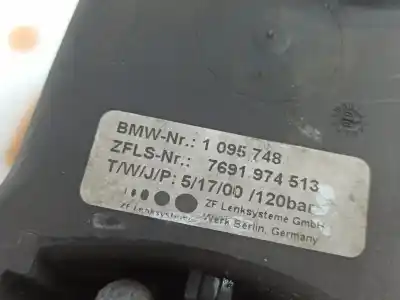 BMW-Nr.: 1 095 748
ZFLS-Nr.: 7691 974 513
T/W/J/P: 5/17/00 /120bar
ZF Lenksysteme GmbH
ZF Lenksysteme Werk Berlin, Germany